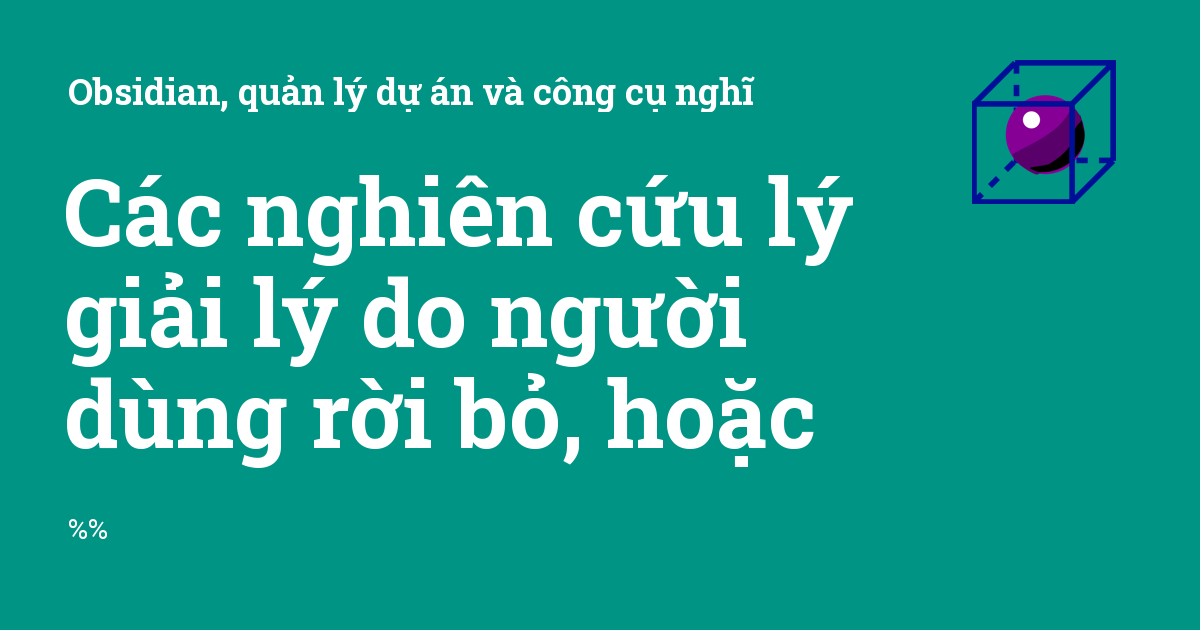 Obsidian, quản lý dự án và công cụ nghĩ
Các nghiên cứu lý
giải lý do người
dùng rời bỏ, hoặc
%%